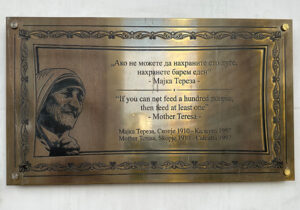 „Ако не можете да нахраните сто луѓе,
нахранете барем еден“
- Мајка Тереза -
"If you can not feed a hundred people,
then feed at least one"
- Mother Teresa -
Мајка Тереза, Скопје 1910 - Калкута 1997
Mother Teresa, Skopje 1910 - Calcutta 1997